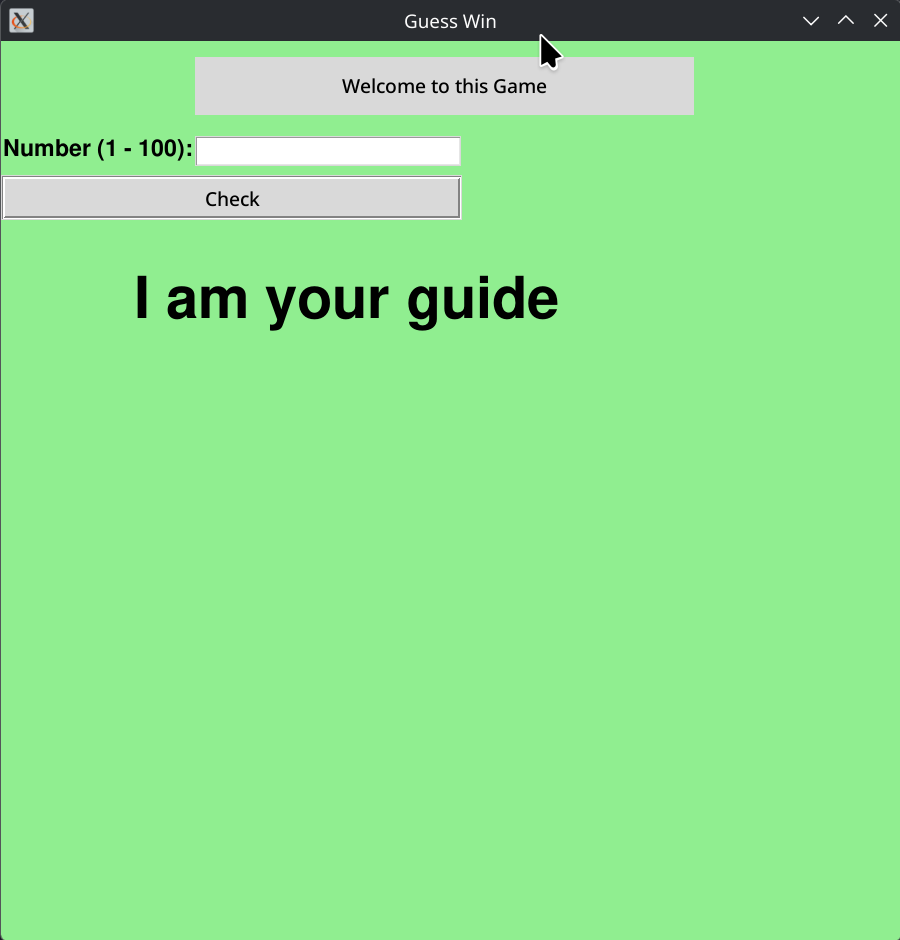 Guess Win
Welcome to this Game
Number (1 - 100):
Check
I am your guide